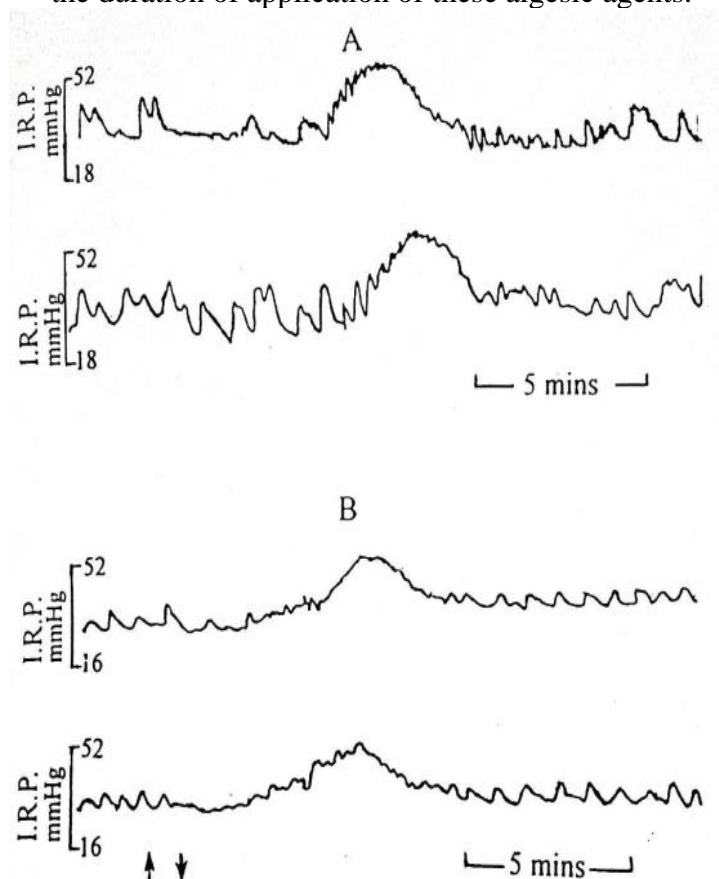 the duration of application of these algesic agents.
A
I.R.P.
mmHg
52
18
I.R.P.
mmHg
52
18
5 mins
B
I.R.P.
mmHg
52
16
I.R.P.
mmHg
52
16
5 mins